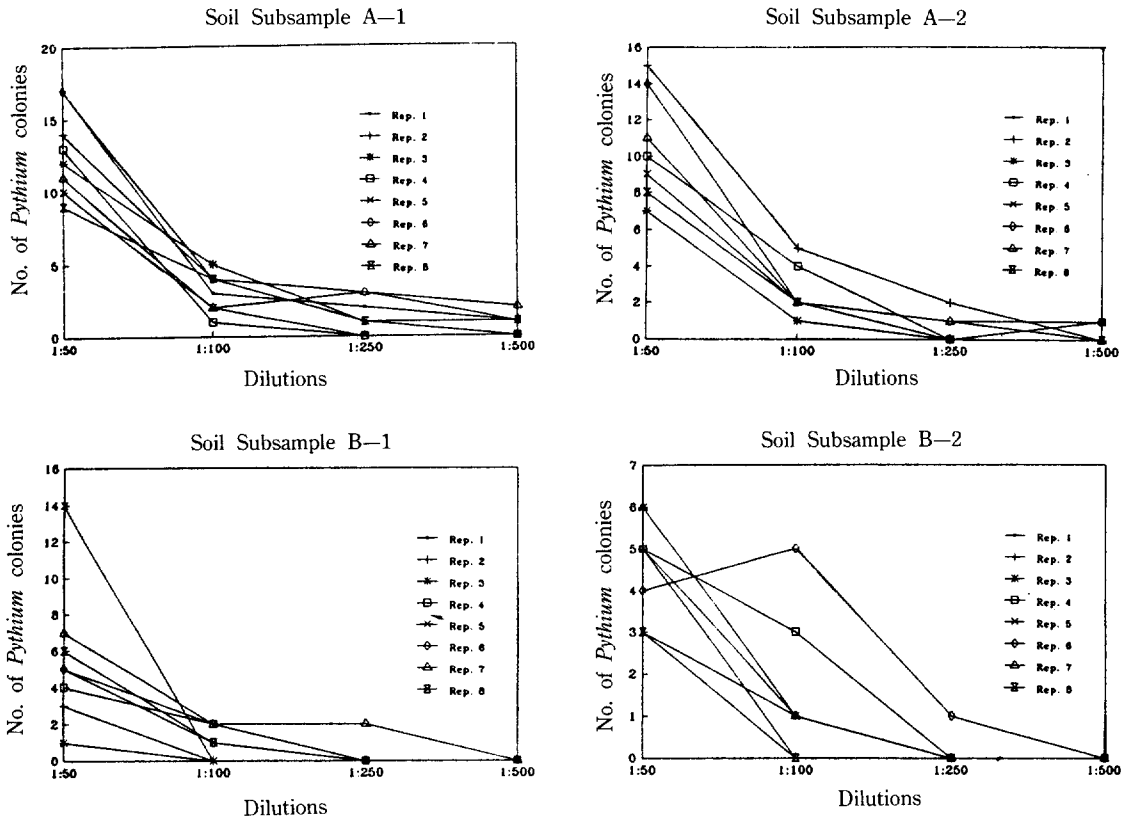 Soil Subsample A—1
No. of Pythium colonies
20
15
10
5
0
1:50
1:100
1:250
1:500
Dilutions
Rep. 1
Rep. 2
Rep. 3
Rep. 4
Rep. 5
Rep. 6
Rep. 7
Rep. 8
Soil Subsample A—2
No. of Pythium colonies
16
14
12
10
8
6
4
2
0
1:50
1:100
1:250
1:500
Dilutions
Rep. 1
Rep. 2
Rep. 3
Rep. 4
Rep. 5
Rep. 6
Rep. 7
Rep. 8
Soil Subsample B—1
No. of Pythium colonies
16
14
12
10
8
6
4
2
0
1:50
1:100
1:250
1:500
Dilutions
Rep. 1
Rep. 2
Rep. 3
Rep. 4
Rep. 5
Rep. 6
Rep. 7
Rep. 8
Soil Subsample B—2
No. of Pythium colonies
7
6
5
4
3
2
1
0
1:50
1:100
1:250
1:500
Dilutions
Rep. 1
Rep. 2
Rep. 3
Rep. 4
Rep. 5
Rep. 6
Rep. 7
Rep. 8